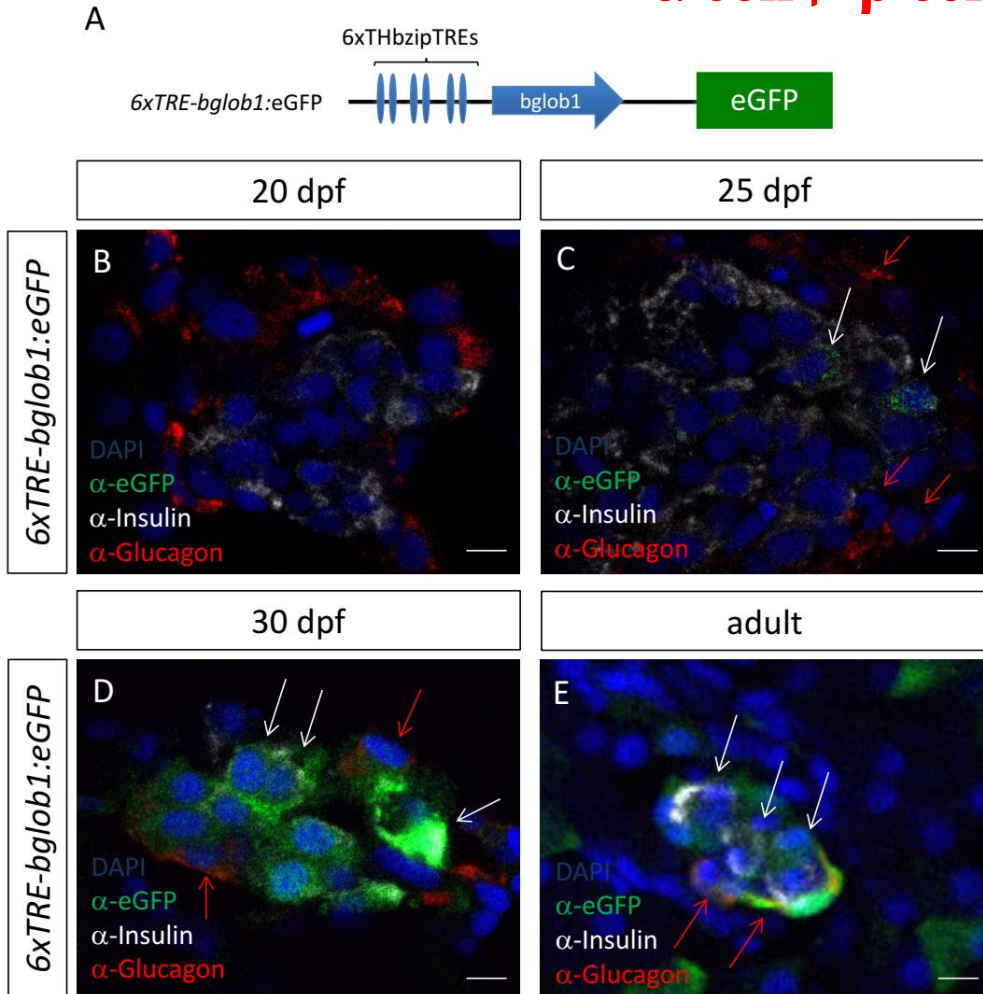 A
6xTHbzipTREs
6xTRE-bglob1:eGFP
bglob1
eGFP
20 dpf
25 dpf
6xTRE-bglob1:eGFP
B
DAPI
α-eGFP
α-Insulin
α-Glucagon
C
DAPI
α-eGFP
α-Insulin
α-Glucagon
30 dpf
adult
6xTRE-bglob1:eGFP
D
DAPI
α-eGFP
α-Insulin
α-Glucagon
E
DAPI
α-eGFP
α-Insulin
α-Glucagon